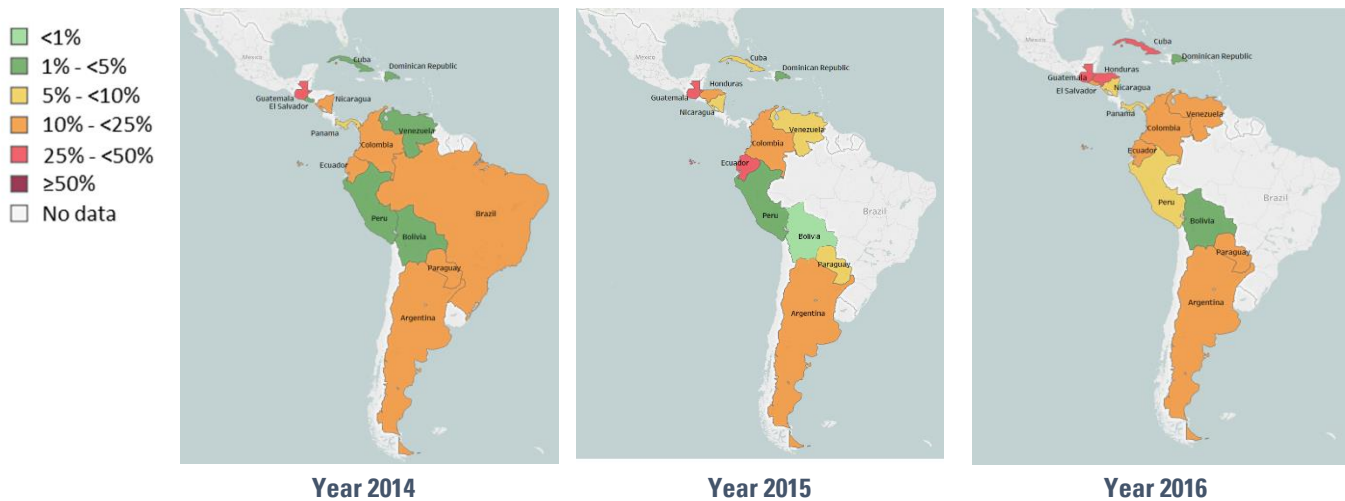 <1%
1% - <5%
5% - <10%
10% - <25%
25% - <50%
≥50%
No data
Mexico
Cuba
Dominican Republic
Guatemala
El Salvador
Nicaragua
Panama
Venezuela
Colombia
Ecuador
Peru
Brazil
Bolivia
Paraguay
Argentina
Year 2014
Mexico
Cuba
Dominican Republic
Honduras
Guatemala
Nicaragua
Venezuela
Colombia
Ecuador
Peru
Brazil
Bolivia
Paraguay
Argentina
Year 2015
Mexico
Cuba
Dominican Republic
Honduras
Guatemala
El Salvador
Nicaragua
Panama
Venezuela
Colombia
Ecuador
Peru
Brazil
Bolivia
Paraguay
Argentina
Year 2016